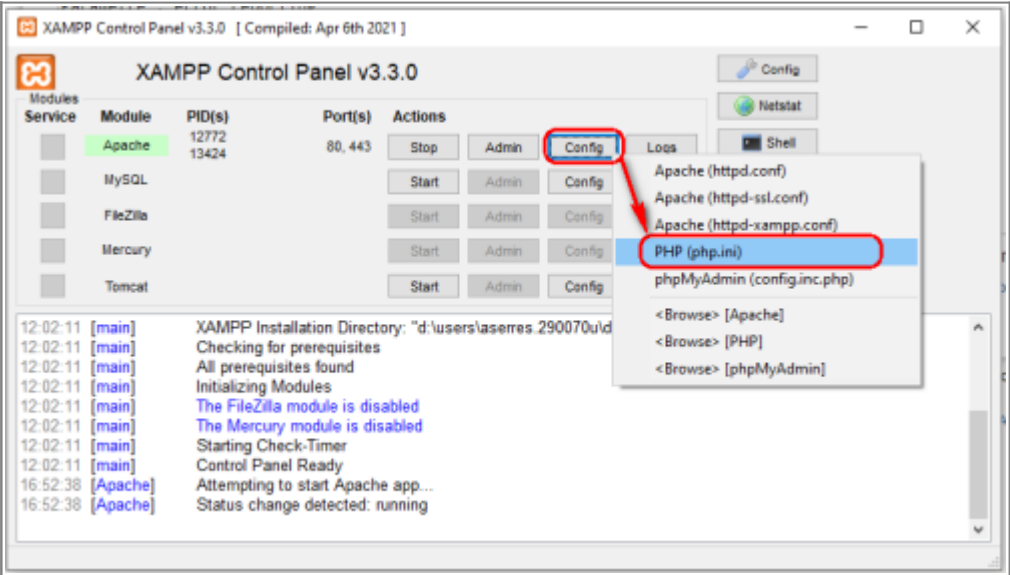 XAMPP Control Panel v3.3.0 [ Compiled: Apr 6th 2021 ]
XAMPP Control Panel v3.3.0
Config
Modules
Service Module PID(s) Port(s) Actions
Netstat
Apache 12772 13424 80, 443 Stop Admin Config Logs
Shell
MySQL Start Admin Config
FileZilla Start Admin Config
Mercury Start Admin Config
Tomcat Start Admin Config
Apache (httpd.conf)
Apache (httpd-ssl.conf)
Apache (httpd-xampp.conf)
PHP (php.ini)
phpMyAdmin (config.inc.php)
<Browse> [Apache]
<Browse> [PHP]
<Browse> [phpMyAdmin]
12:02:11 [main] XAMPP Installation Directory: "d:\users\aserres.290070u\d
12:02:11 [main] Checking for prerequisites
12:02:11 [main] All prerequisites found
12:02:11 [main] Initializing Modules
12:02:11 [main] The FileZilla module is disabled
12:02:11 [main] The Mercury module is disabled
12:02:11 [main] Starting Check-Timer
12:02:11 [main] Control Panel Ready
16:52:38 [Apache] Attempting to start Apache app...
16:52:38 [Apache] Status change detected: running